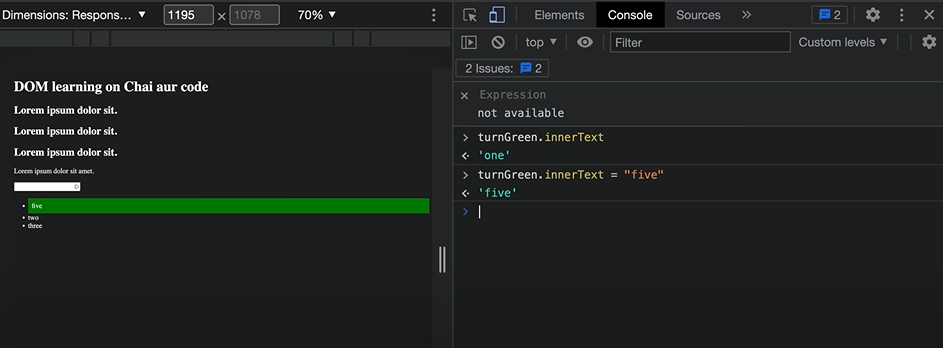 Dimensions: Respons... ▼ 1195 × 1078 70% ▼
DOM learning on Chai aur code
Lorem ipsum dolor sit.
Lorem ipsum dolor sit.
Lorem ipsum dolor sit.
Lorem ipsum dolor sit amet.
five
two
three
Elements Console Sources » 2
top ▼ Filter Custom levels ▼
2 Issues: 2
Expression
not available
turnGreen.innerText
'one'
turnGreen.innerText = "five"
'five'